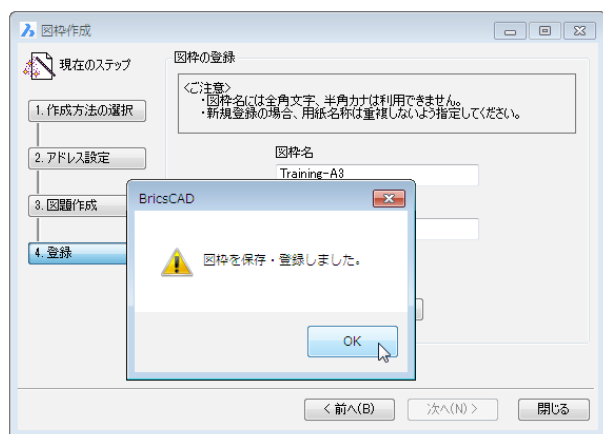 図枠作成
現在のステップ
1. 作成方法の選択
2. アドレス設定
3. 図題作成
4. 登録
図枠の登録
<ご注意>
・図枠名には全角文字、半角カナは利用できません。
・新規登録の場合、用紙名称は重複しないよう指定してください。
図枠名
Training-A3
BricsCAD
図枠を保存・登録しました。
OK
< 前へ(B)
次へ(N) >
閉じる